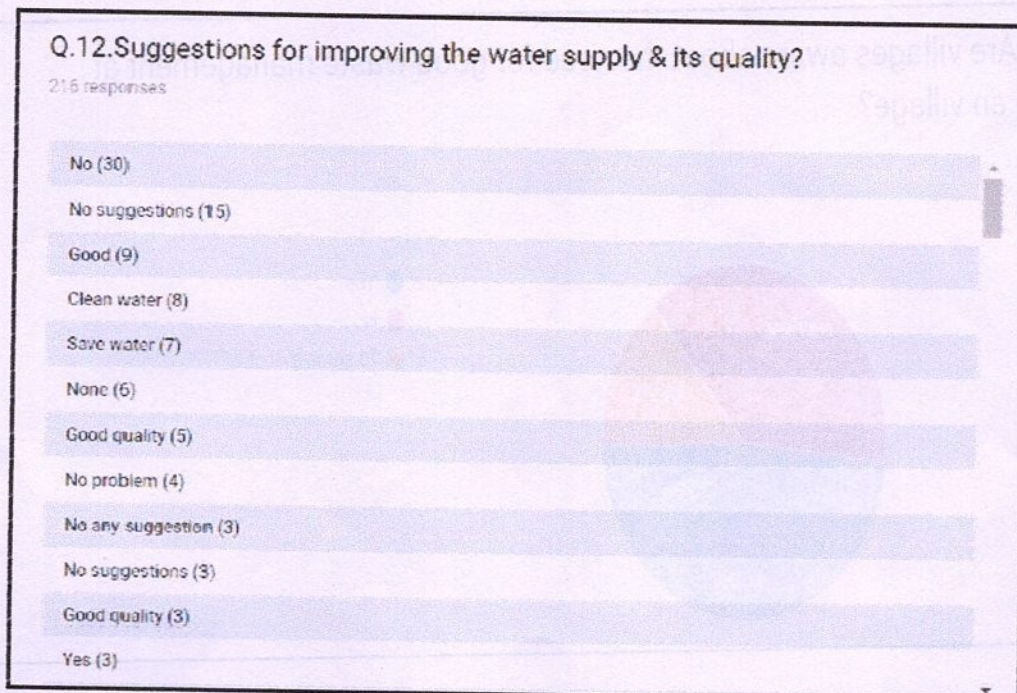 Q.12.Suggestions for improving the water supply & its quality?
216 responses
No (30)
No suggestions (15)
Good (9)
Clean water (8)
Save water (7)
None (6)
Good quality (5)
No problem (4)
No any suggestion (3)
No suggestions (3)
Good quality (3)
Yes (3)